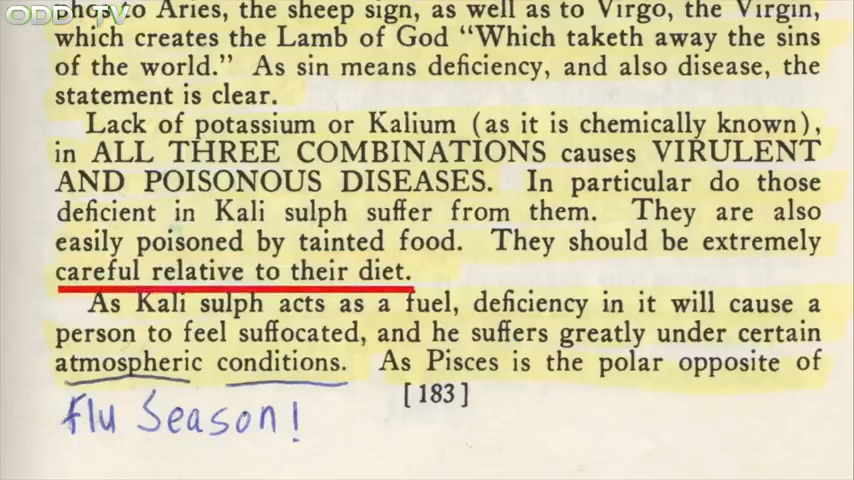 ODD TV
phos to Aries, the sheep sign, as well as to Virgo, the Virgin,
which creates the Lamb of God “Which taketh away the sins
of the world.” As sin means deficiency, and also disease, the
statement is clear.
Lack of potassium or Kalium (as it is chemically known),
in ALL THREE COMBINATIONS causes VIRULENT
AND POISONOUS DISEASES. In particular do those
deficient in Kali sulph suffer from them. They are also
easily poisoned by tainted food. They should be extremely
careful relative to their diet.
As Kali sulph acts as a fuel, deficiency in it will cause a
person to feel suffocated, and he suffers greatly under certain
atmospheric conditions. As Pisces is the polar opposite of
[183]
Flu Season!